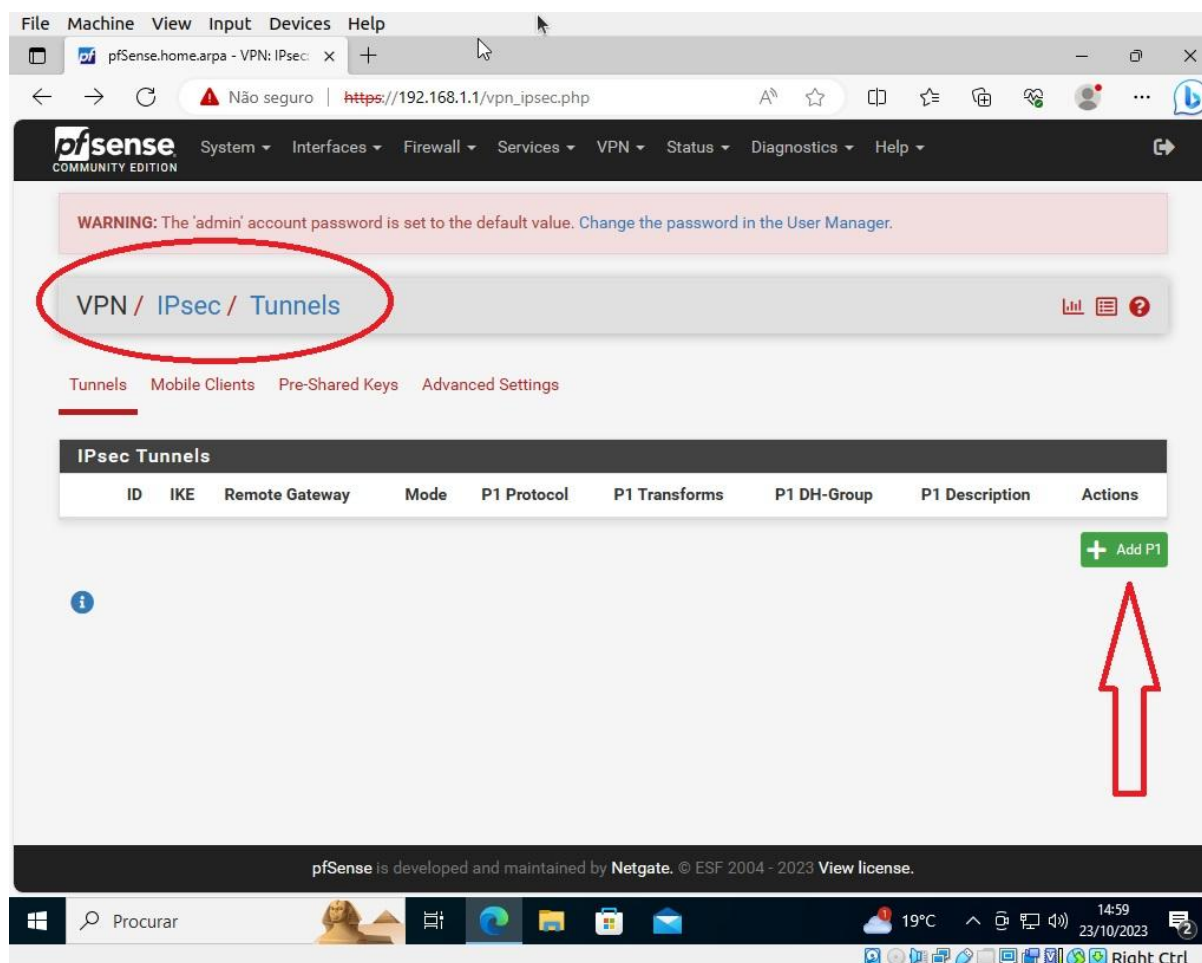 File Machine View Input Devices Help
pfSense.home.arpa - VPN: IPsec:
Não seguro | https://192.168.1.1/vpn_ipsec.php
pfsense System Interfaces Firewall Services VPN Status Diagnostics Help
COMMUNITY EDITION
WARNING: The 'admin' account password is set to the default value. Change the password in the User Manager.
VPN / IPsec / Tunnels
Tunnels Mobile Clients Pre-Shared Keys Advanced Settings
IPsec Tunnels
ID IKE Remote Gateway Mode P1 Protocol P1 Transforms P1 DH-Group P1 Description Actions
+ Add P1
pfSense is developed and maintained by Netgate. © ESF 2004 - 2023 View license.
Procurar 19°C 14:59
23/10/2023
2
Right Ctrl